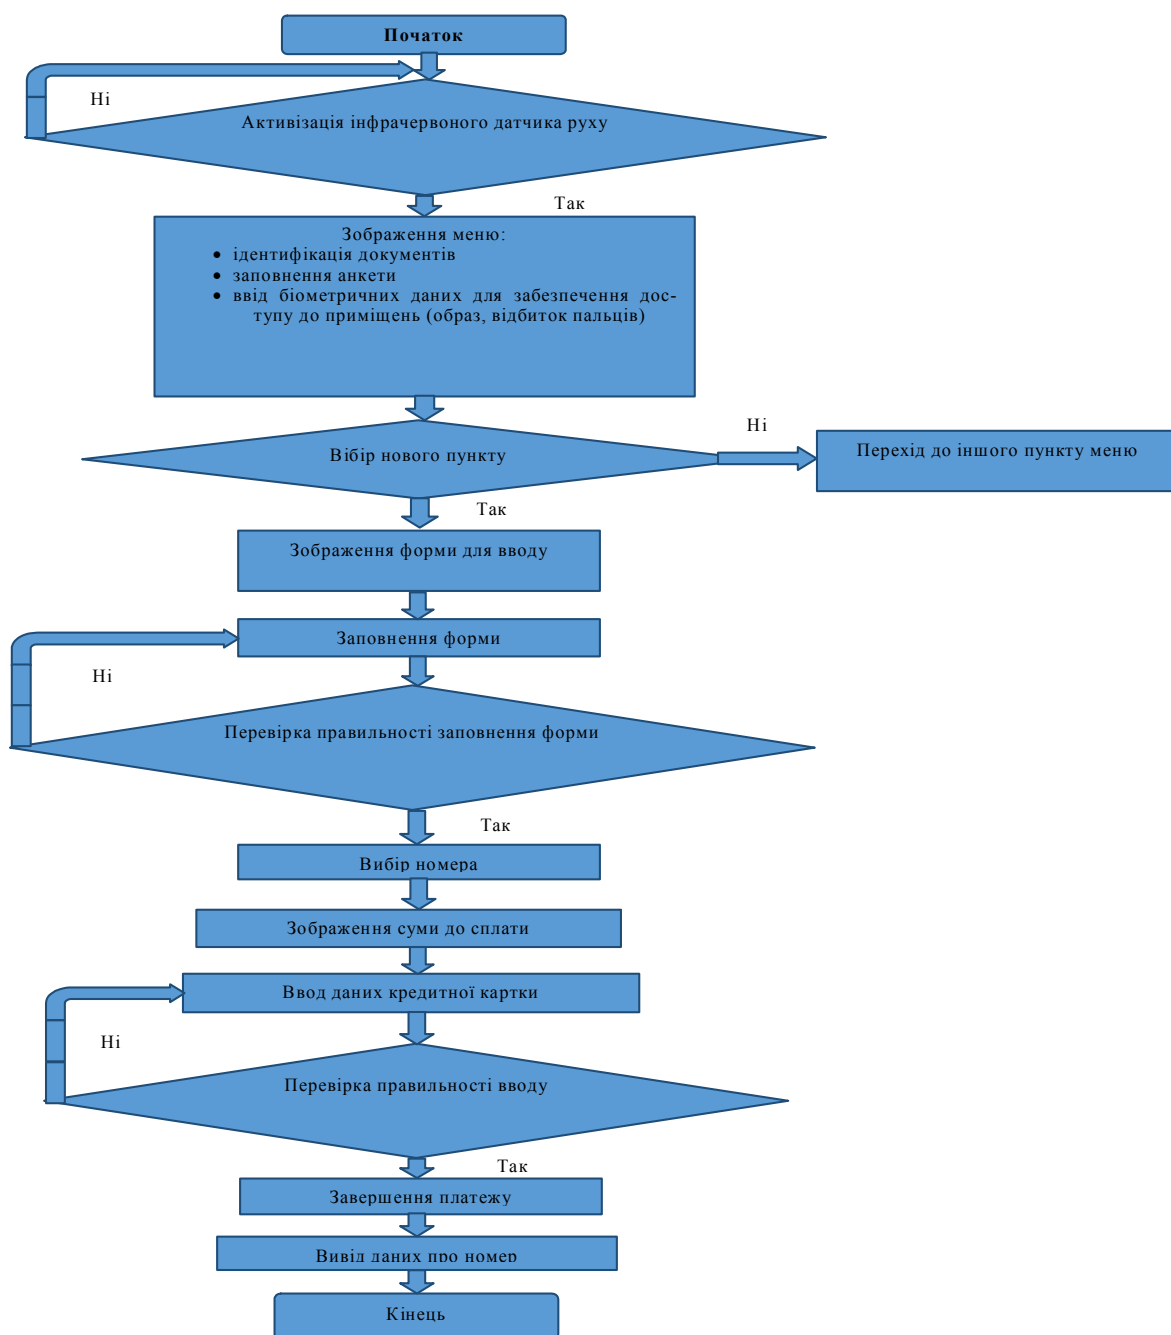 Початок
Ні
Активізація інфрачервоного датчика руху
Так
Зображення меню:
• ідентифікація документів
• заповнення анкети
• ввід біометричних даних для забезпечення дос-
тупу до приміщень (образ, відбиток пальців)
Ні
Вібір нового пункту
Перехід до іншого пункту меню
Так
Зображення форми для вводу
Заповнення форми
Ні
Перевірка правильності заповнення форми
Так
Вибір номера
Зображення суми до сплати
Ввод даних кредитної картки
Ні
Перевірка правильності вводу
Так
Завершення платежу
Вивід даних про номер
Кінець